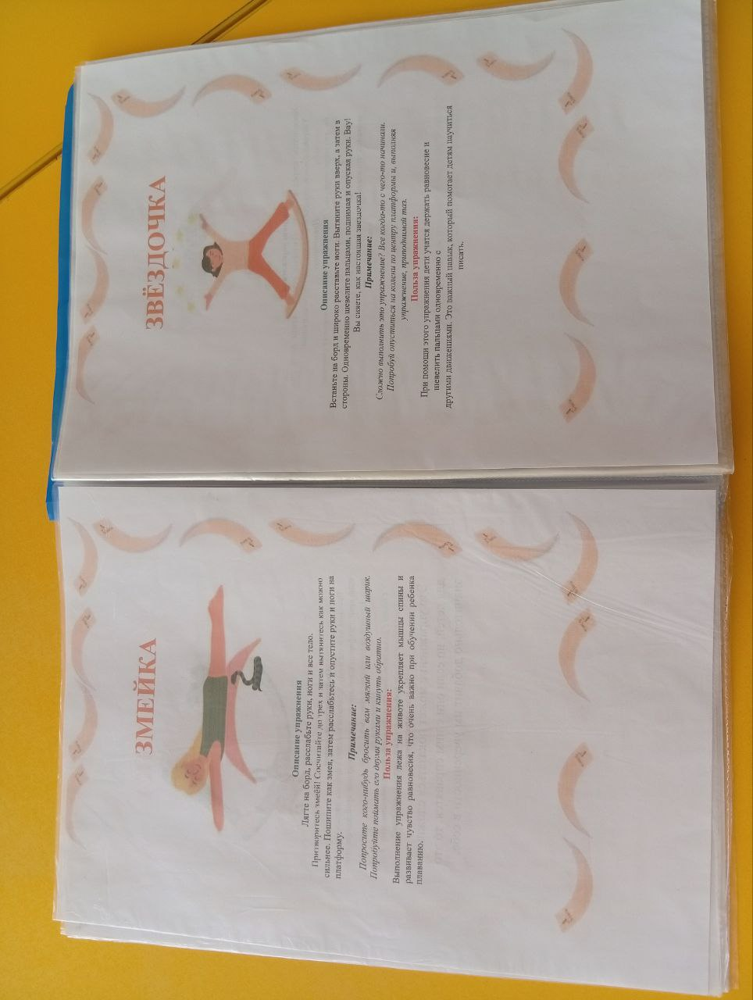 ЗМЕЙКА
Описание упражнения
Лягте на борд, расслабьте руки, ноги и все тело.
Притворитесь змеёй! Сосчитайте до трех и затем вытянитесь как можно
сильнее. Пошипите как змея, затем расслабьтесь и опустите руки и ноги на
платформу.
Примечание:
Попросите кого-нибудь бросить вам мягкий или воздушный шарик.
Попробуйте поймать его двумя руками и кинуть обратно.
Польза упражнения:
Выполнение упражнения лежа на животе укрепляет мышцы спины и
развивает чувство равновесия, что очень важно при обучении ребенка
плаванию.
ЗВЁЗДОЧКА
Описание упражнения
Встаньте на борд и широко расставьте ноги. Вытяните руки вверх, а затем в
стороны. Одновременно шевелите пальцами, поднимая и опуская руки. Вау!
Вы сияете, как настоящая звездочка!
Примечание:
Сложно выполнить это упражнение? Все когда-то с чего-то начинали.
Попробуй опуститься на колени по центру платформы и, выполняя
упражнение, приподнимай таз.
Польза упражнения:
При помощи этого упражнения дети учатся держать равновесие и
шевелить пальцами одновременно с
другими движениями. Это важный навык, который помогает детям научиться
писать.